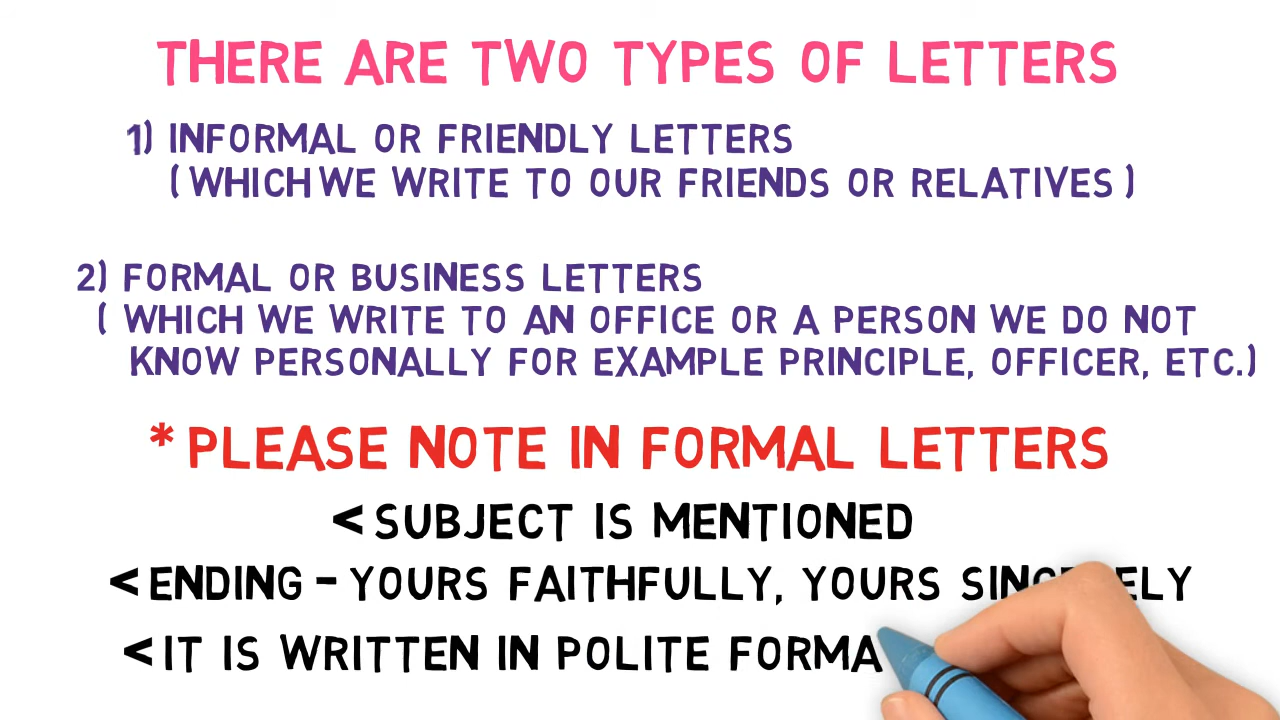 THERE ARE TWO TYPES OF LETTERS
1) INFORMAL OR FRIENDLY LETTERS
(WHICH WE WRITE TO OUR FRIENDS OR RELATIVES)
2) FORMAL OR BUSINESS LETTERS
( WHICH WE WRITE TO AN OFFICE OR A PERSON WE DO NOT
KNOW PERSONALLY FOR EXAMPLE PRINCIPLE, OFFICER, ETC.)
* PLEASE NOTE IN FORMAL LETTERS
< SUBJECT IS MENTIONED
< ENDING - YOURS FAITHFULLY, YOURS SINCERELY
< IT IS WRITTEN IN POLITE FORMA